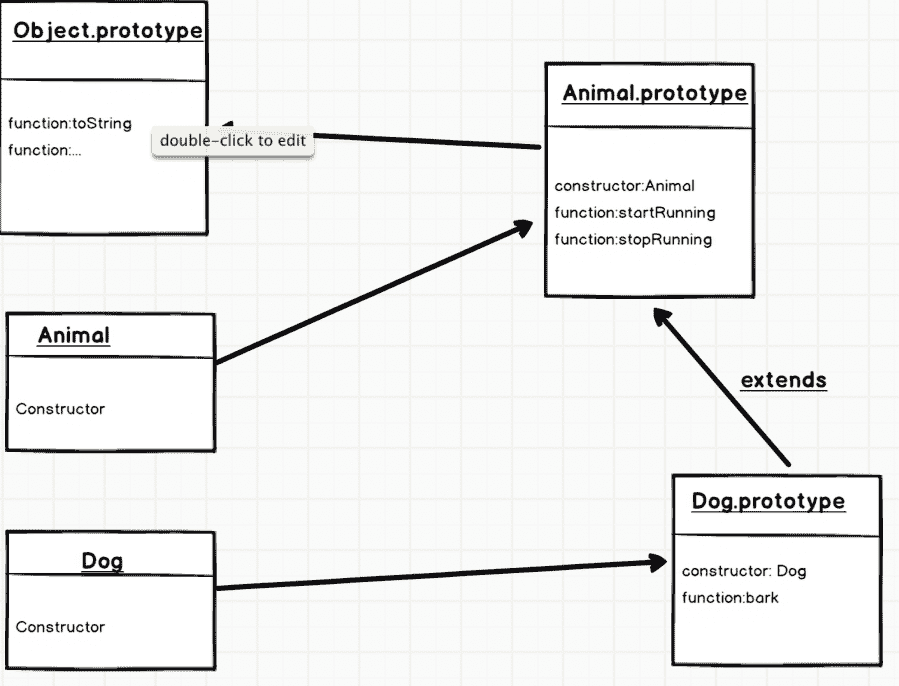 Object.prototype
function:toString
function:...
double-click to edit
Animal.prototype
constructor:Animal
function:startRunning
function:stopRunning
Animal
Constructor
extends
Dog.prototype
constructor: Dog
function:bark
Dog
Constructor